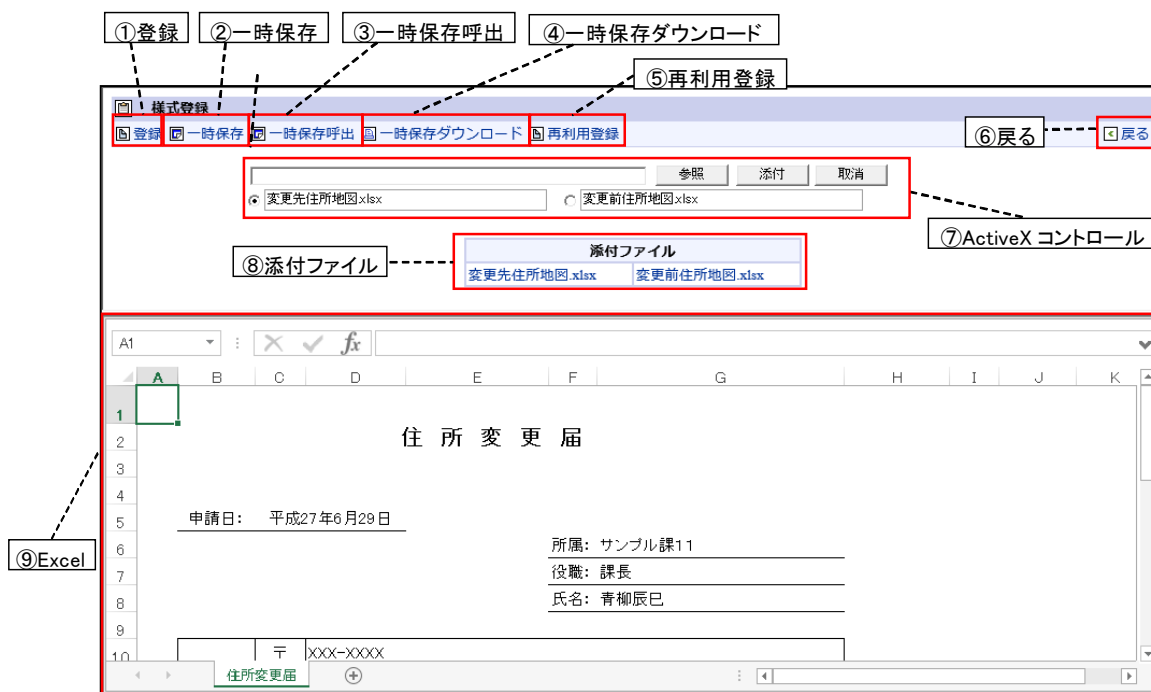 ①登録 ②一時保存 ③一時保存呼出 ④一時保存ダウンロード
⑤再利用登録
様式登録
登録 一時保存 一時保存呼出 一時保存ダウンロード 再利用登録 ⑥戻る 戻る
参照 添付 取消
変更先住所地図.xlsx 変更前住所地図.xlsx
⑦ActiveX コントロール
添付ファイル
⑧添付ファイル
変更先住所地図.xlsx 変更前住所地図.xlsx
A1 fx
A B C D E F G H I J K
1
2 住所変更届
3
4
5 申請日: 平成27年6月29日
⑨Excel
6 所属: サンプル課11
7 役職: 課長
8 氏名: 青柳辰巳
9
10 〒 XXX-XXXX
住所変更届